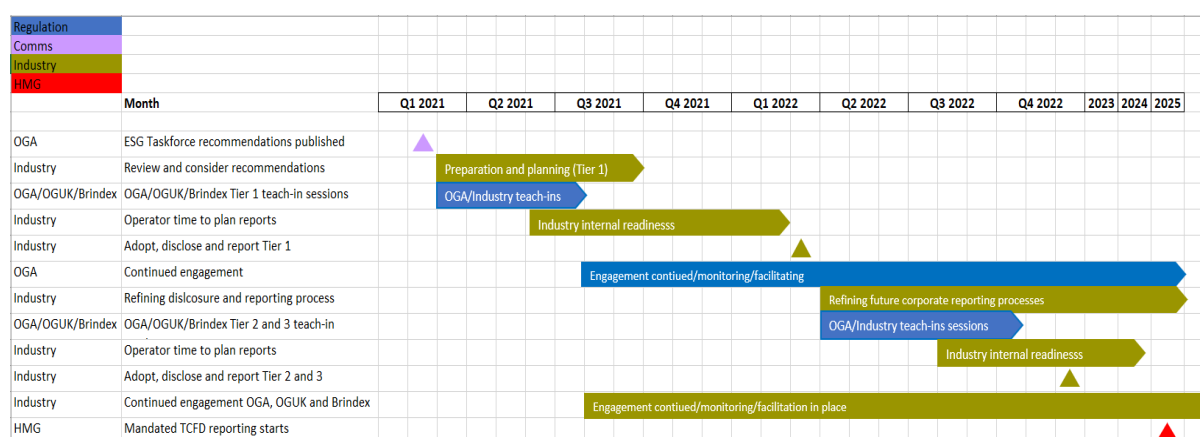 Regulation
Comms
Industry
HMG
Month Q1 2021 Q2 2021 Q3 2021 Q4 2021 Q1 2022 Q2 2022 Q3 2022 Q4 2022 2023 2024 2025
OGA ESG Taskforce recommendations published
Industry Review and consider recommendations Preparation and planning (Tier 1)
OGA/OGUK/Brindex OGA/OGUK/Brindex Tier 1 teach-in sessions OGA/Industry teach-ins
Industry Operator time to plan reports Industry internal readinesss
Industry Adopt, disclose and report Tier 1
OGA Continued engagement Engagement contiued/monitoring/facilitating
Industry Refining dislcosure and reporting process Refining future corporate reporting processes
OGA/OGUK/Brindex OGA/OGUK/Brindex Tier 2 and 3 teach-in OGA/Industry teach-ins sessions
Industry Operator time to plan reports Industry internal readinesss
Industry Adopt, disclose and report Tier 2 and 3
Industry Continued engagement OGA, OGUK and Brindex Engagement contiued/monitoring/facilitation in place
HMG Mandated TCFD reporting starts